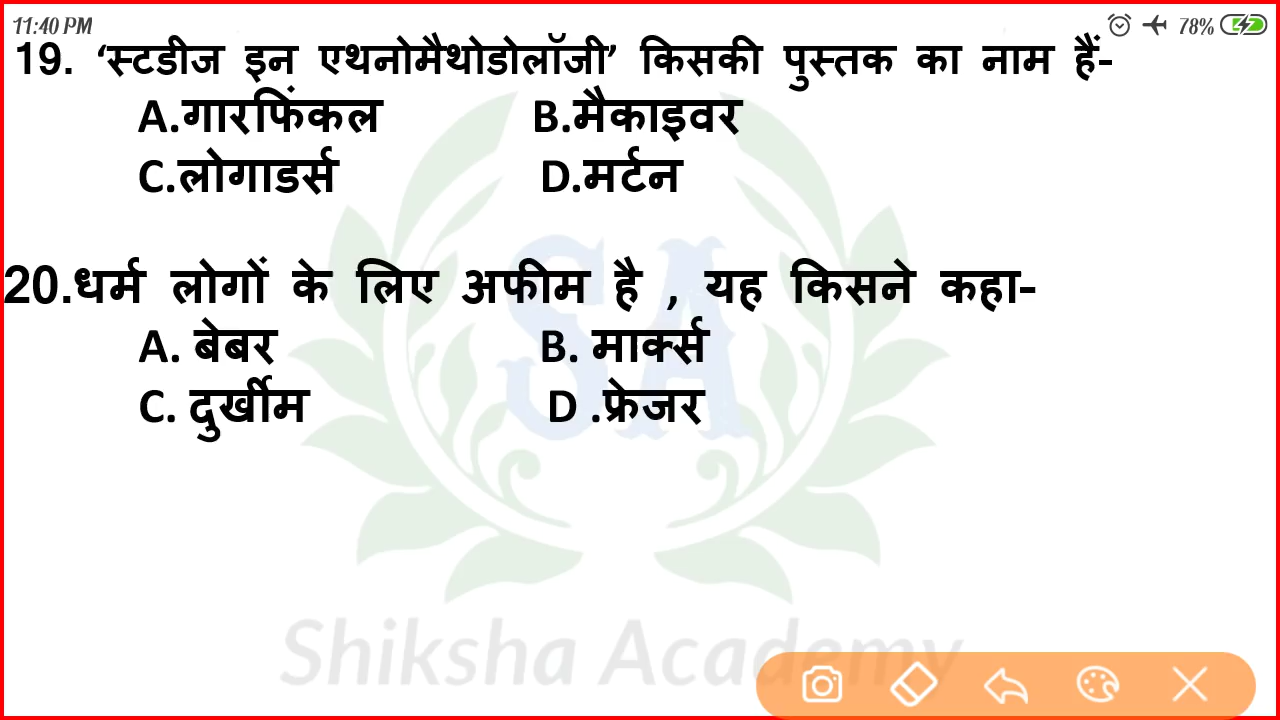 11:40 PM 78%
19. ‘स्टडीज इन एथनोमैथोडोलॉजी’ किसकी पुस्तक का नाम हैं-
A.गारफिंकल B.मैकाइवर
C.लोगाडर्स D.मर्टन
20.धर्म लोगों के लिए अफीम है , यह किसने कहा-
A. बेबर B. मार्क्स
C. दुर्खीम D .फ्रेजर
SA
Shiksha Academy